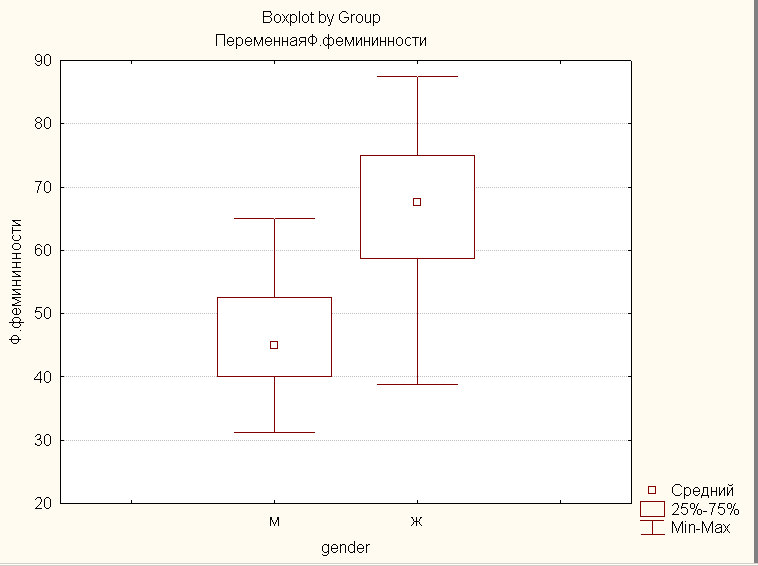 Boxplot by Group
ПеременнаяФ.фемининности
90
80
70
60
50
40
30
20
Ф.фемининности
м
ж
gender
Средний
25%-75%
Min-Max